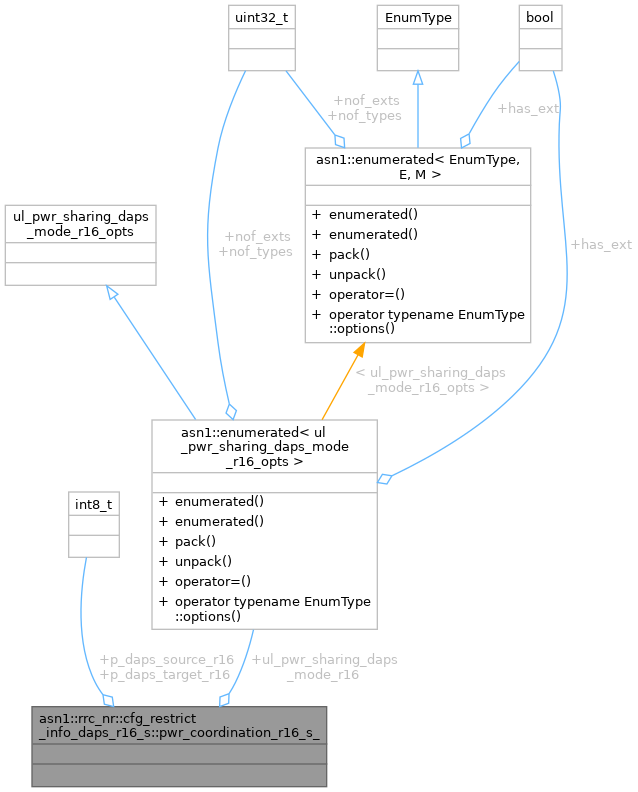 uint32_t
EnumType
bool
+nof_exts
+nof_types
+has_ext
asn1::enumerated< EnumType,
E, M >
+ enumerated()
+ enumerated()
+ pack()
+ unpack()
+ operator=()
+ operator typename EnumType
::options()
ul_pwr_sharing_daps
_mode_r16_opts
+nof_exts
+nof_types
+has_ext
< ul_pwr_sharing_daps
_mode_r16_opts >
asn1::enumerated< ul
_pwr_sharing_daps_mode
_r16_opts >
+ enumerated()
+ enumerated()
+ pack()
+ unpack()
+ operator=()
+ operator typename EnumType
::options()
int8_t
+p_daps_source_r16
+p_daps_target_r16
+ul_pwr_sharing_daps
_mode_r16
asn1::rrc_nr::cfg_restrict
_info_daps_r16_s::pwr_coordination_r16_s_